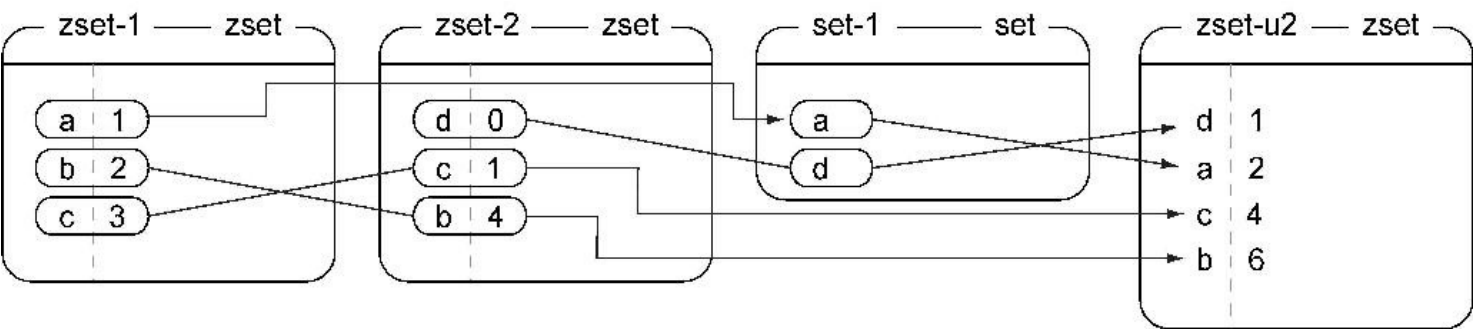 zset-1 — zset
a 1
b 2
c 3
zset-2 — zset
d 0
c 1
b 4
set-1 — set
a
d
zset-u2 — zset
d 1
a 2
c 4
b 6